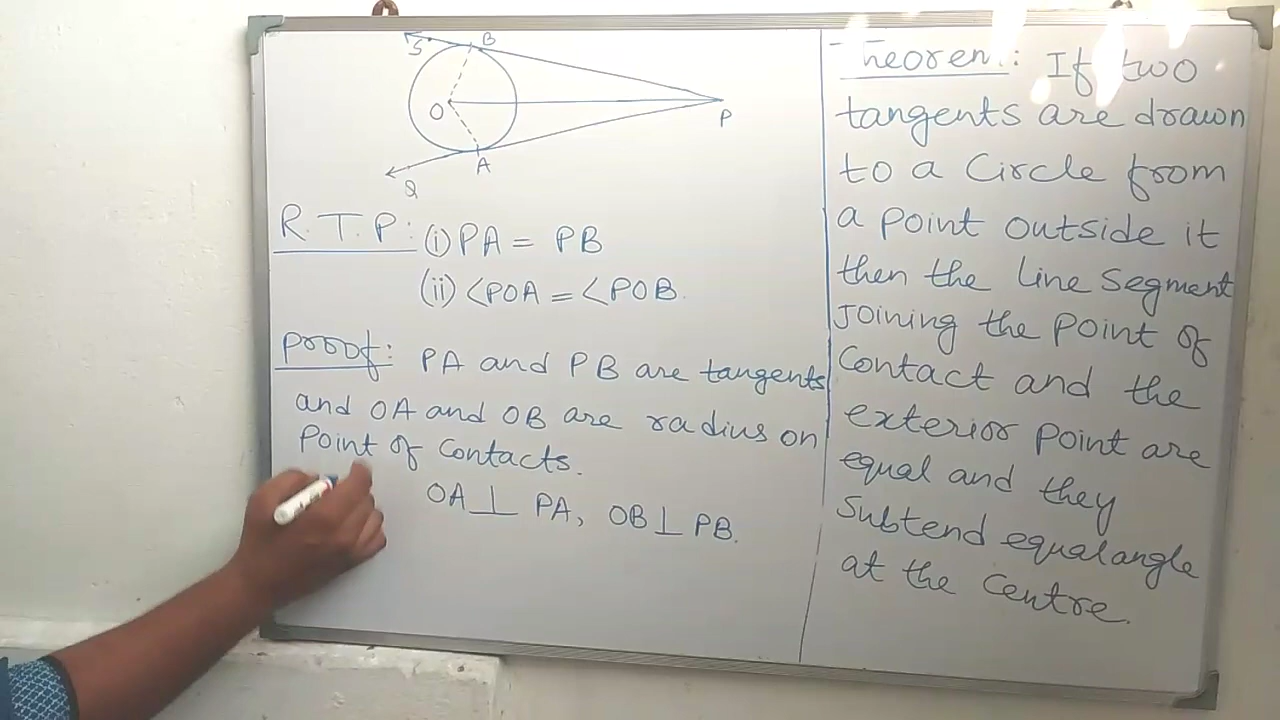 S B
O P
A
Q
R.T.P: (i) PA = PB
(ii) <POA = <POB.
Proof: PA and PB are tangents
and OA and OB are radius on
Point of Contacts.
OA ⊥ PA, OB ⊥ PB.
Theoren: If two
tangents are drawn
to a Circle from
a point outside it
then the line segment
Joining the Point of
Contact and the
exterior point are
equal and they
Subtend equal angle
at the Centre.